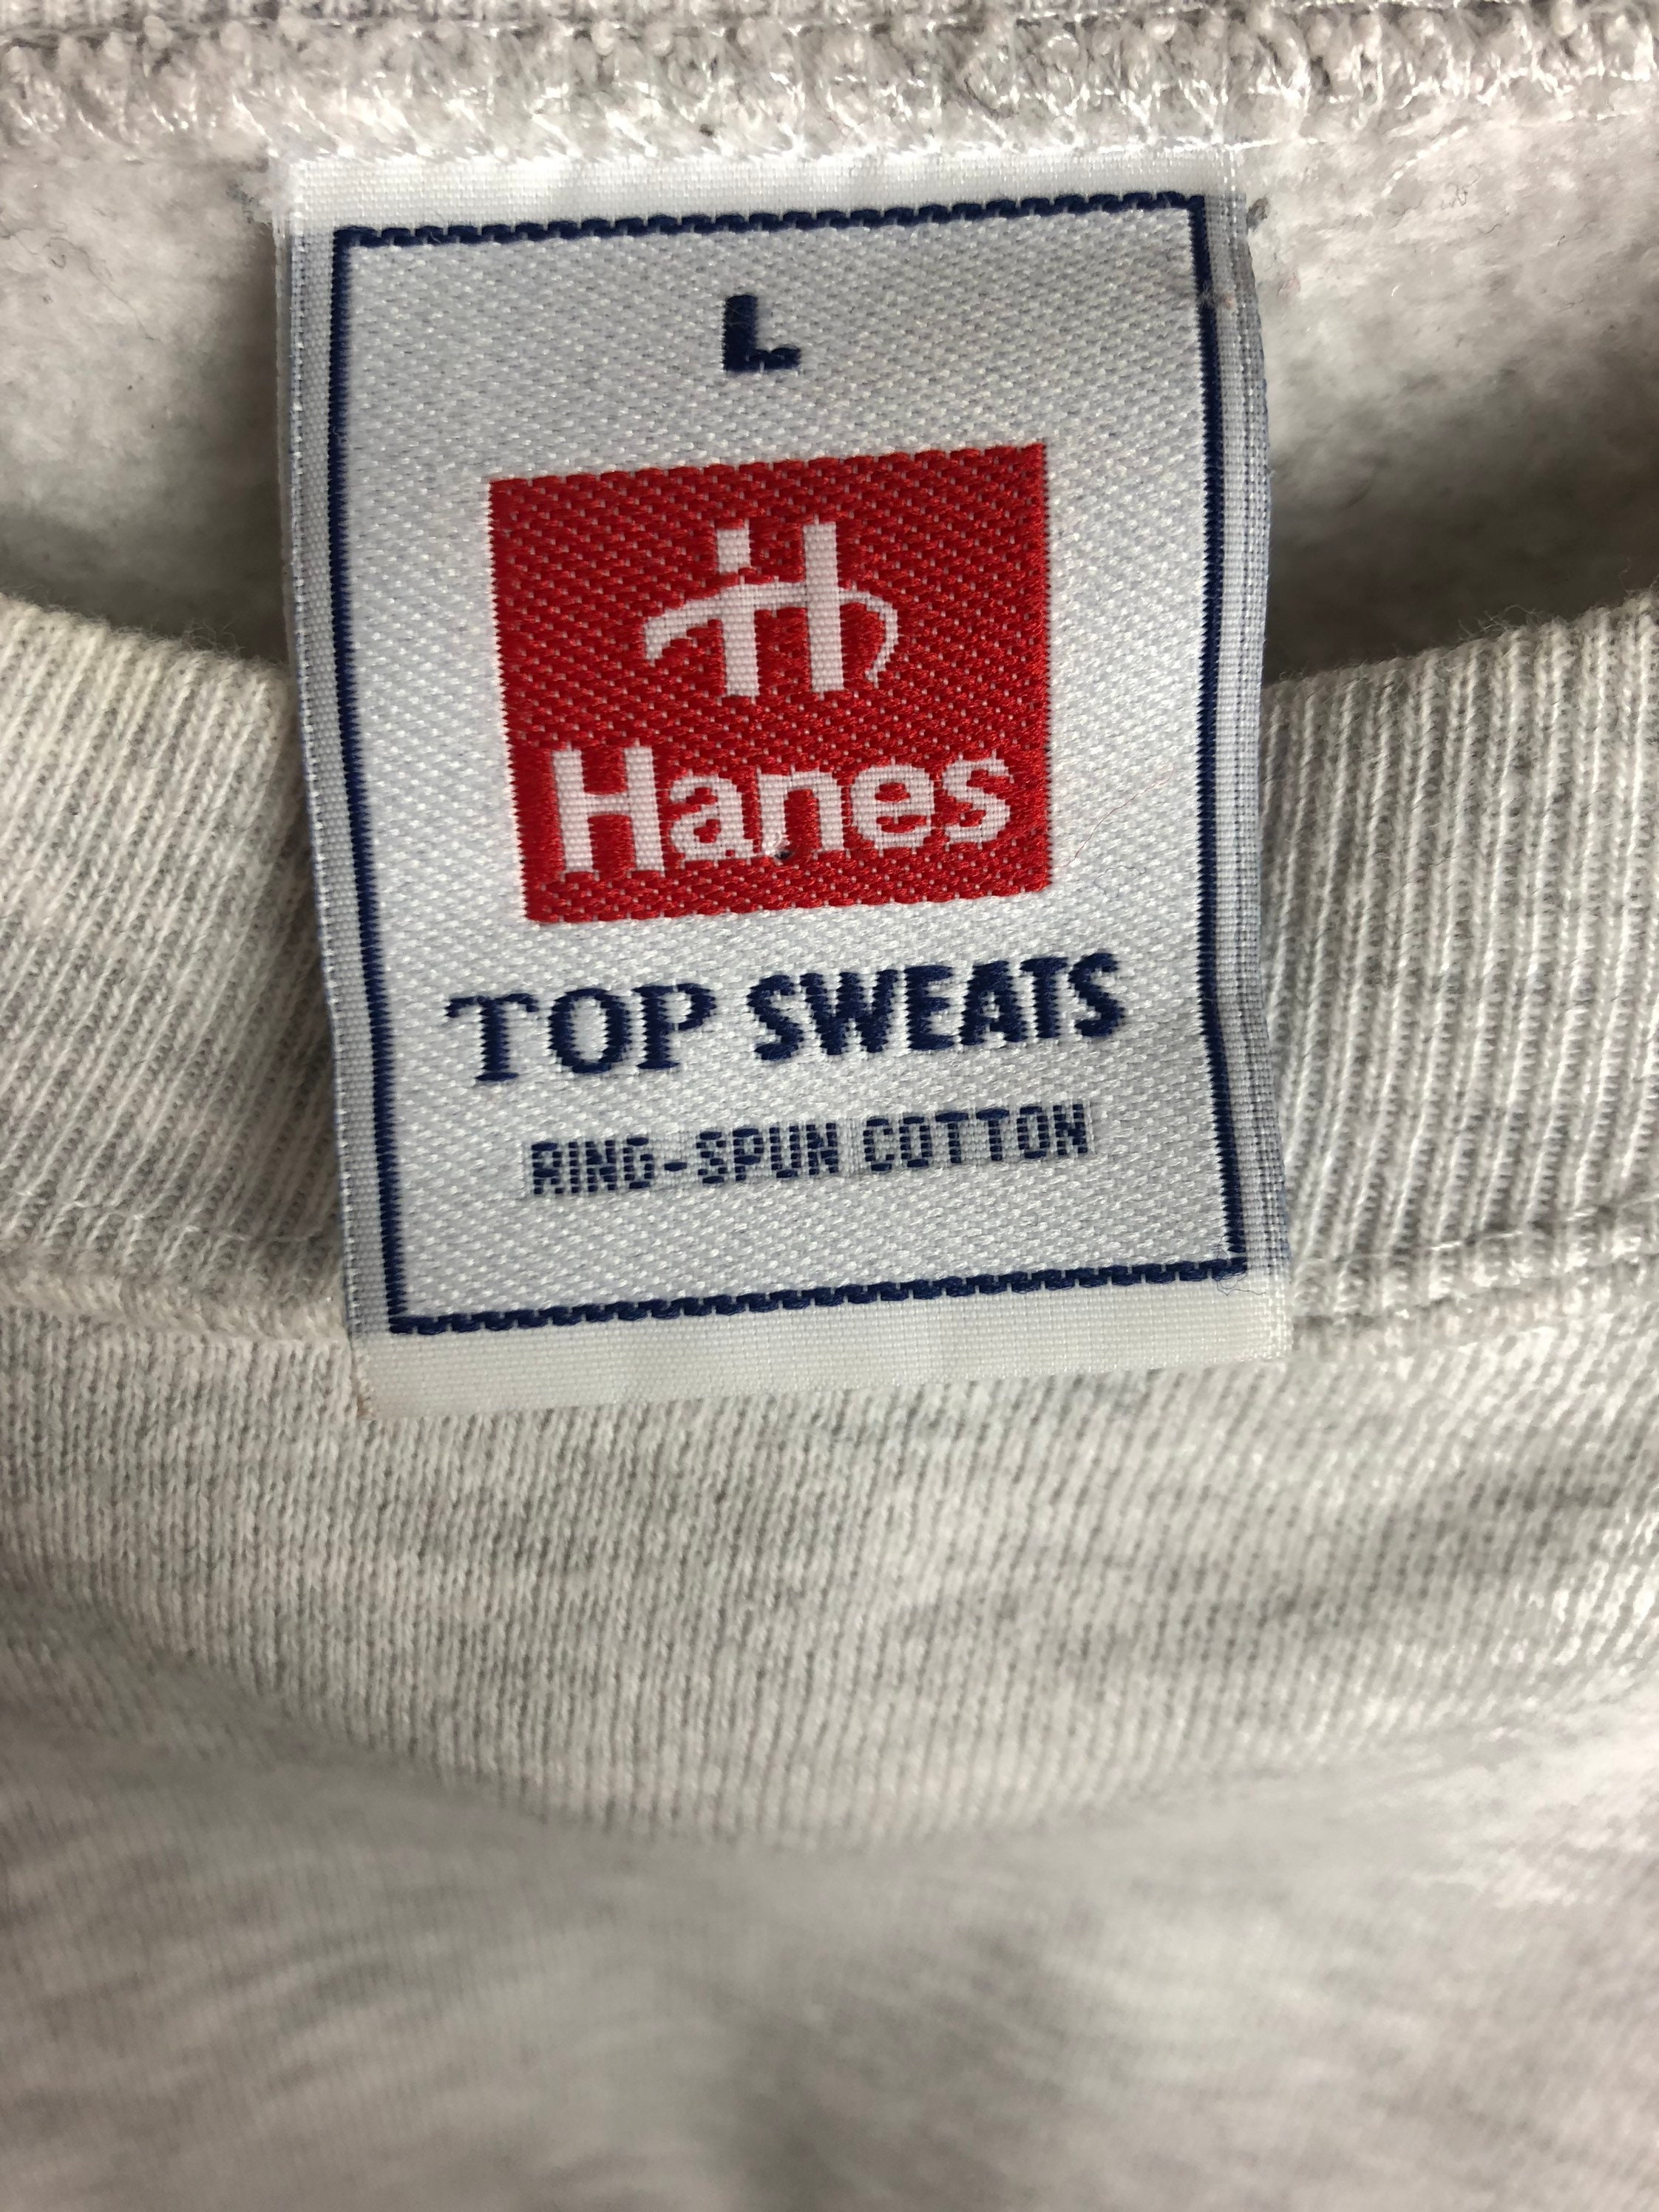 L
H
Hanes
TOP SWEATS
RING-SPUN COTTON